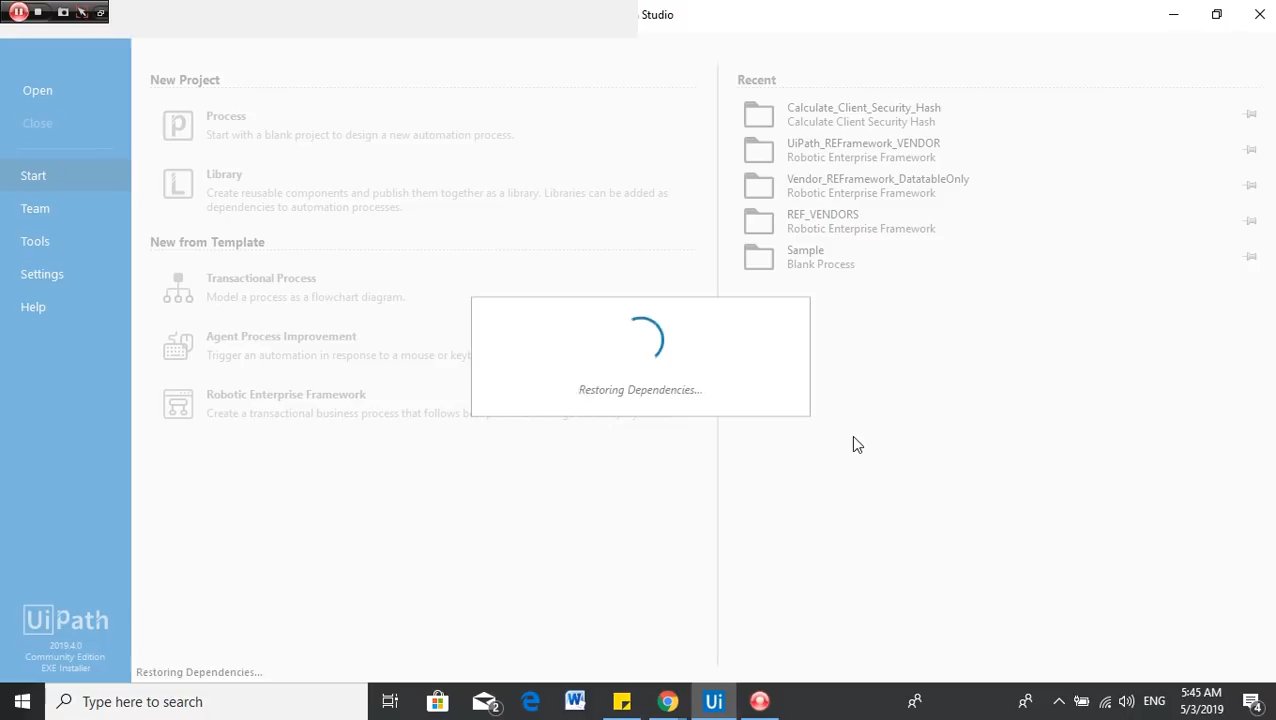 Studio
Open
Close
Start
Team
Tools
Settings
Help
UiPath
2019.4.0
Community Edition
EXE Installer
New Project
Process
Start with a blank project to design a new automation process.
Library
Create reusable components and publish them together as a library. Libraries can be added as
dependencies to automation processes.
New from Template
Transactional Process
Model a process as a flowchart diagram.
Agent Process Improvement
Trigger an automation in response to a mouse or
Robotic Enterprise Framework
Create a transactional business process that follows
Restoring Dependencies...
Restoring Dependencies...
Recent
Calculate_Client_Security_Hash
Calculate Client Security Hash
UiPath_REFramework_VENDOR
Robotic Enterprise Framework
Vendor_REFramework_DatatableOnly
Robotic Enterprise Framework
REF_VENDORS
Robotic Enterprise Framework
Sample
Blank Process
Type here to search
2
Ui
ENG
5:45 AM
5/3/2019
4